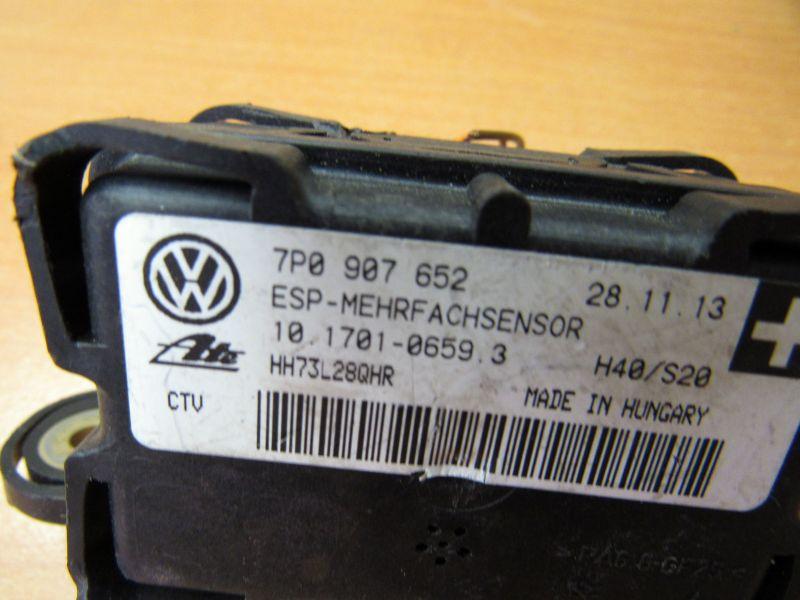 7P0 907 652
28.11.13
ESP-MEHRFACHSENSOR
10.1701-0659.3
H40/S20
Ate
HH73L28QHR
MADE IN HUNGARY
CTV